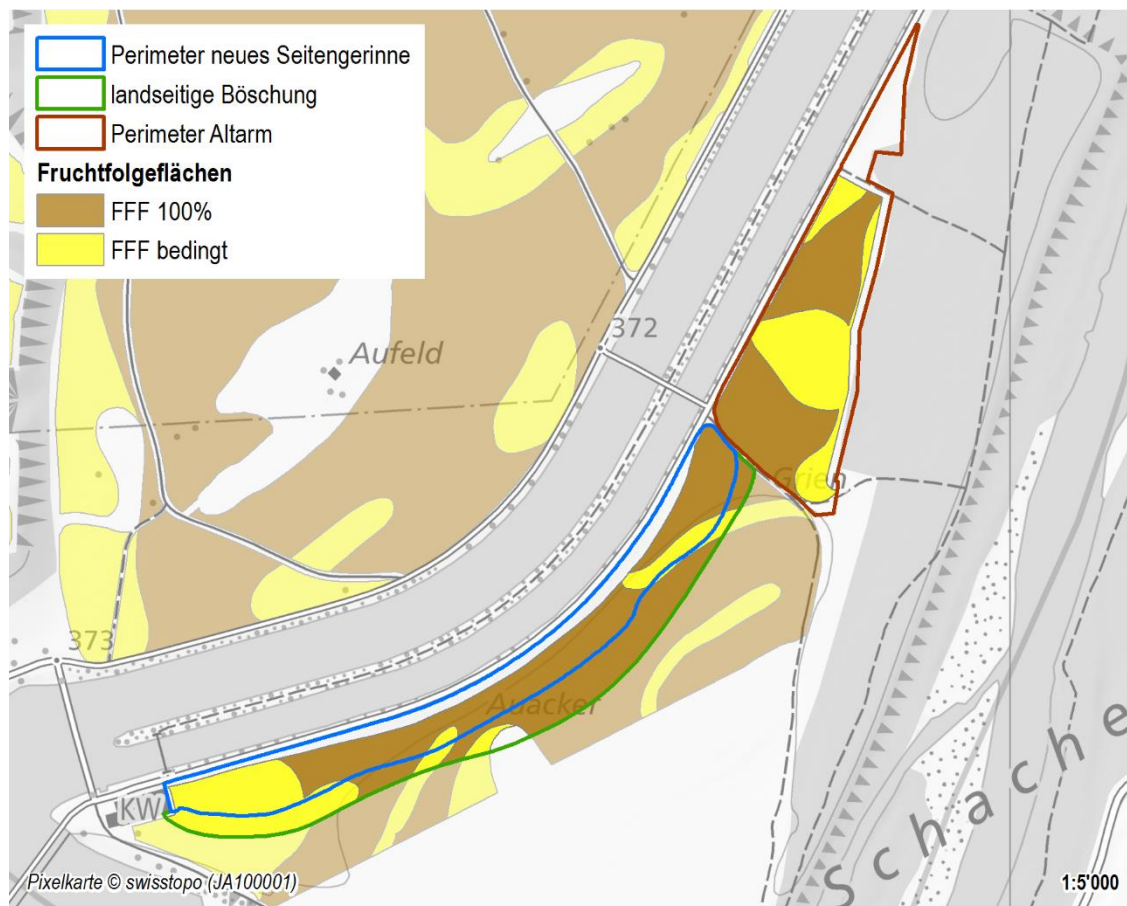 Perimeter neues Seitengerinne
landseitige Böschung
Perimeter Altarm
Fruchtfolgeflächen
FFF 100%
FFF bedingt
372
Aufeld
Grien
373
Auacker
KW
Schache
Pixelkarte © swisstopo (JA100001)
1:5'000